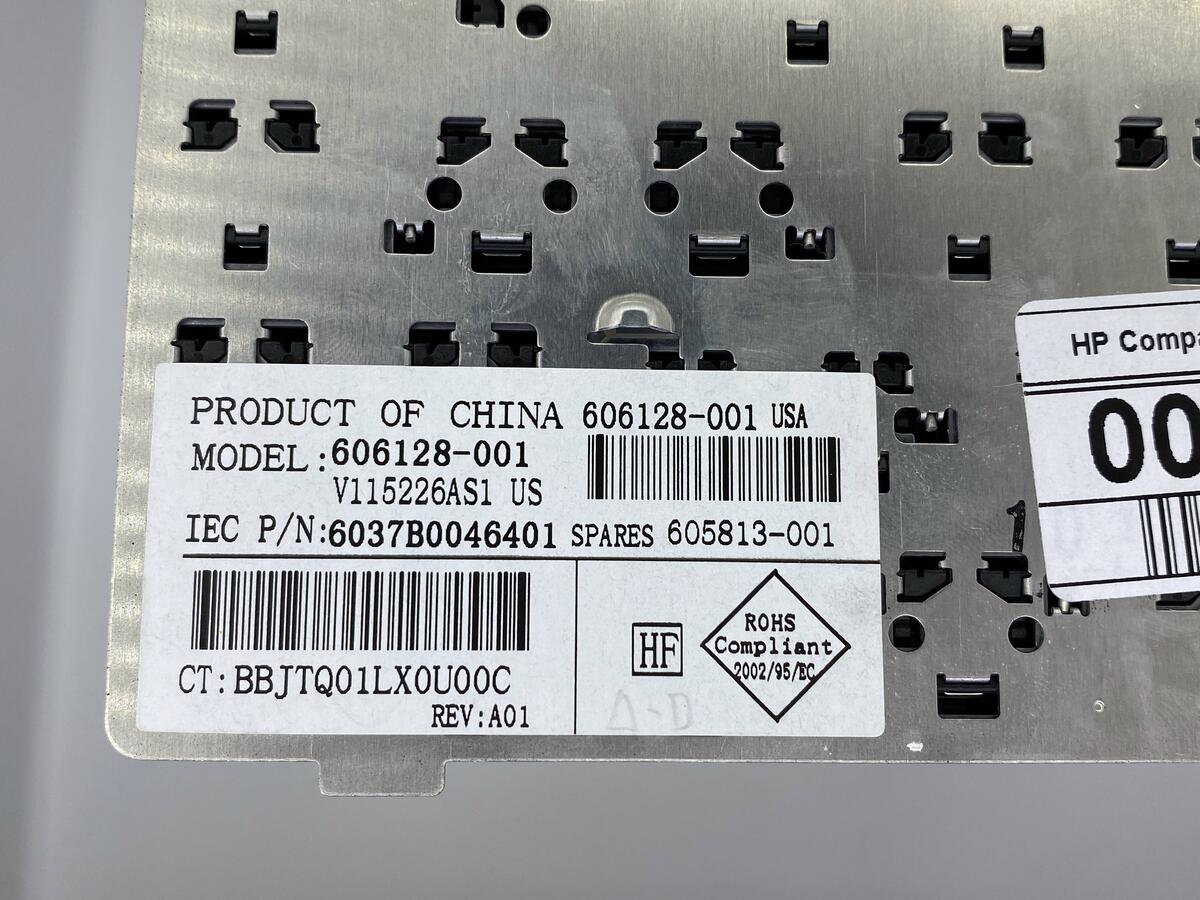 PRODUCT OF CHINA 606128-001 USA
MODEL:606128-001
V115226AS1 US
IEC P/N:6037B0046401 SPARES 605813-001
CT:BBJTQ01LX0U00C
REV:A01
HF
ROHS
Compliant
2002/95/EC
Δ-D
1
HP Compa
00